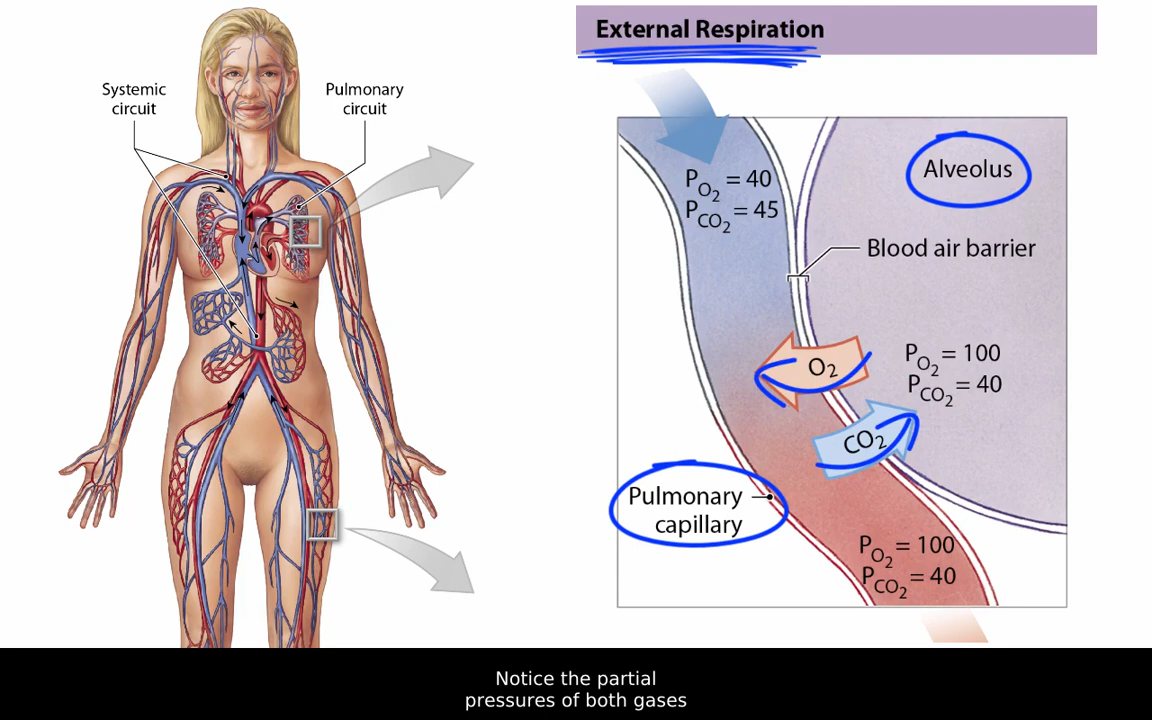 External Respiration
Systemic
circuit
Pulmonary
circuit
PO2 = 40
PCO2 = 45
Alveolus
Blood air barrier
O2
PO2 = 100
PCO2 = 40
CO2
Pulmonary
capillary
PO2 = 100
PCO2 = 40
Notice the partial
pressures of both gases